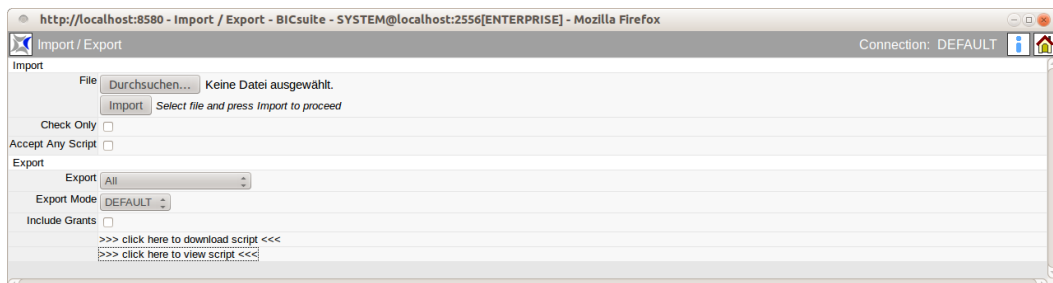 http://localhost:8580 - Import / Export - BICsuite - SYSTEM@localhost:2556[ENTERPRISE] - Mozilla Firefox
Import / Export Connection: DEFAULT
Import
File Durchsuchen... Keine Datei ausgewählt.
Import Select file and press Import to proceed
Check Only
Accept Any Script
Export
Export All
Export Mode DEFAULT
Include Grants
>>> click here to download script <<<
>>> click here to view script <<<